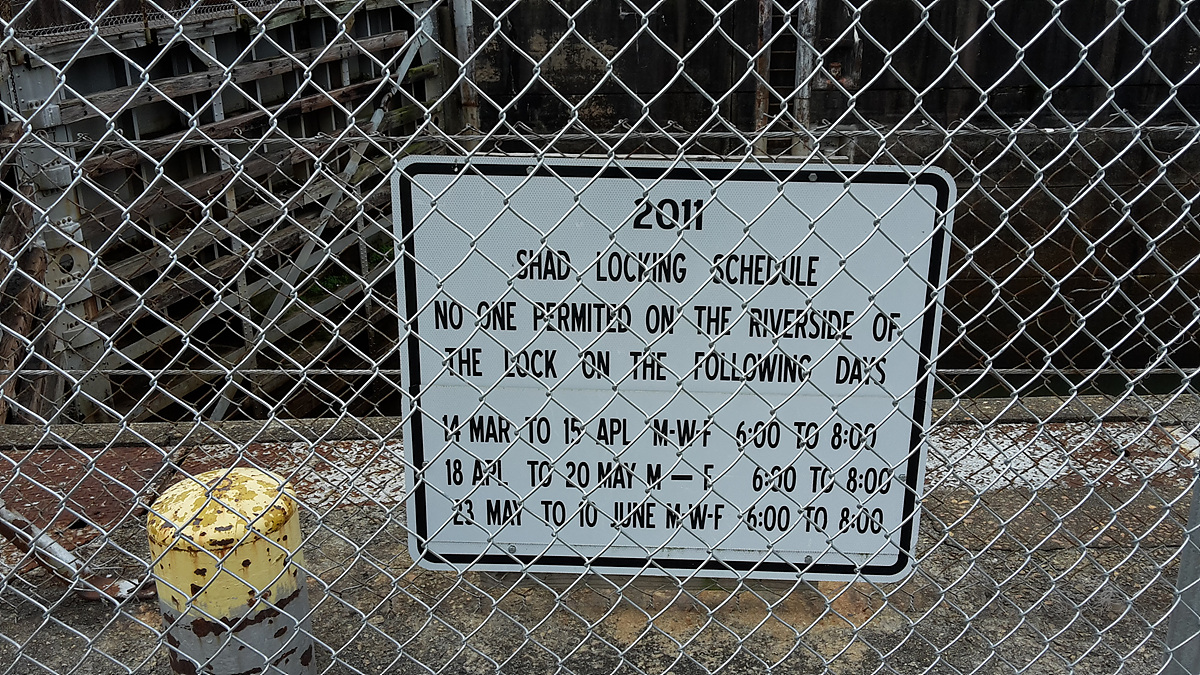 2011
SHAD LOCKING SCHEDULE
NO ONE PERMITED ON THE RIVERSIDE OF
THE LOCK ON THE FOLLOWING DAYS
14 MAR TO 15 APL M-W-F 6:00 TO 8:00
18 APL TO 20 MAY M — F 6:00 TO 8:00
23 MAY TO 10 JUNE M-W-F 6:00 TO 8:00